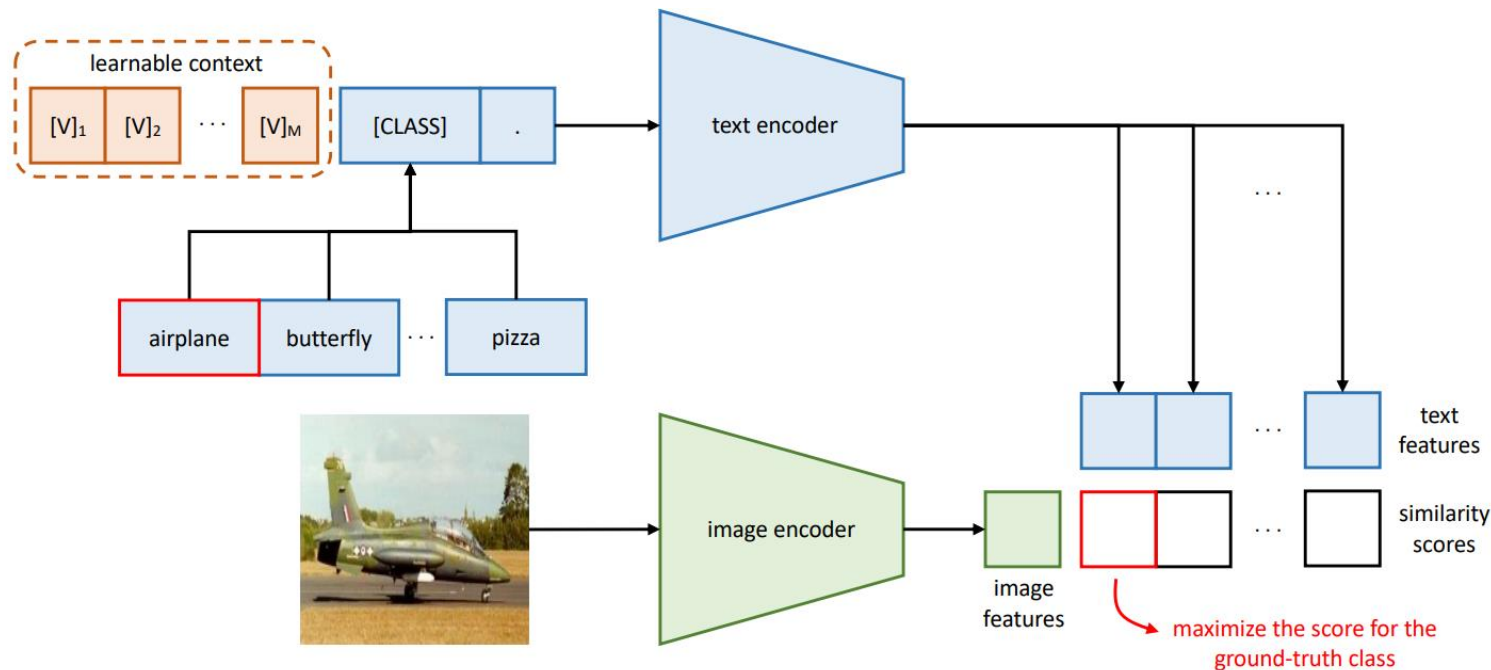 learnable context
[V]1 [V]2 ... [V]M [CLASS] .
text encoder
...
airplane butterfly ... pizza
...
text
features
image encoder
...
similarity
scores
image
features
maximize the score for the
ground-truth class